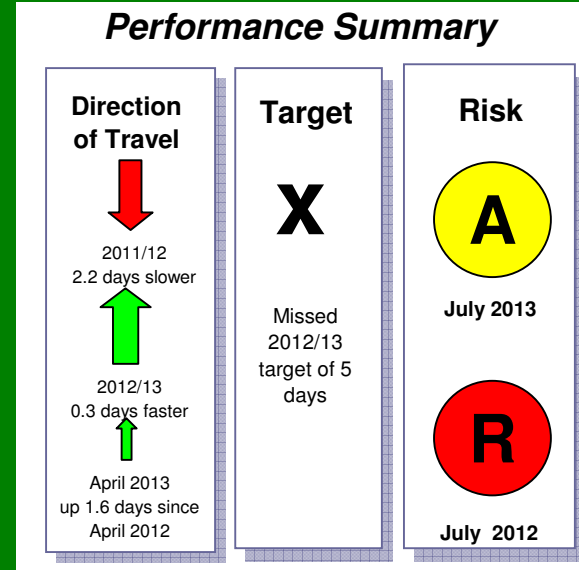 Performance Summary
Direction
of Travel
2011/12
2.2 days slower
2012/13
0.3 days faster
April 2013
up 1.6 days since
April 2012
Target
X
Missed
2012/13
target of 5
days
Risk
A
July 2013
R
July 2012